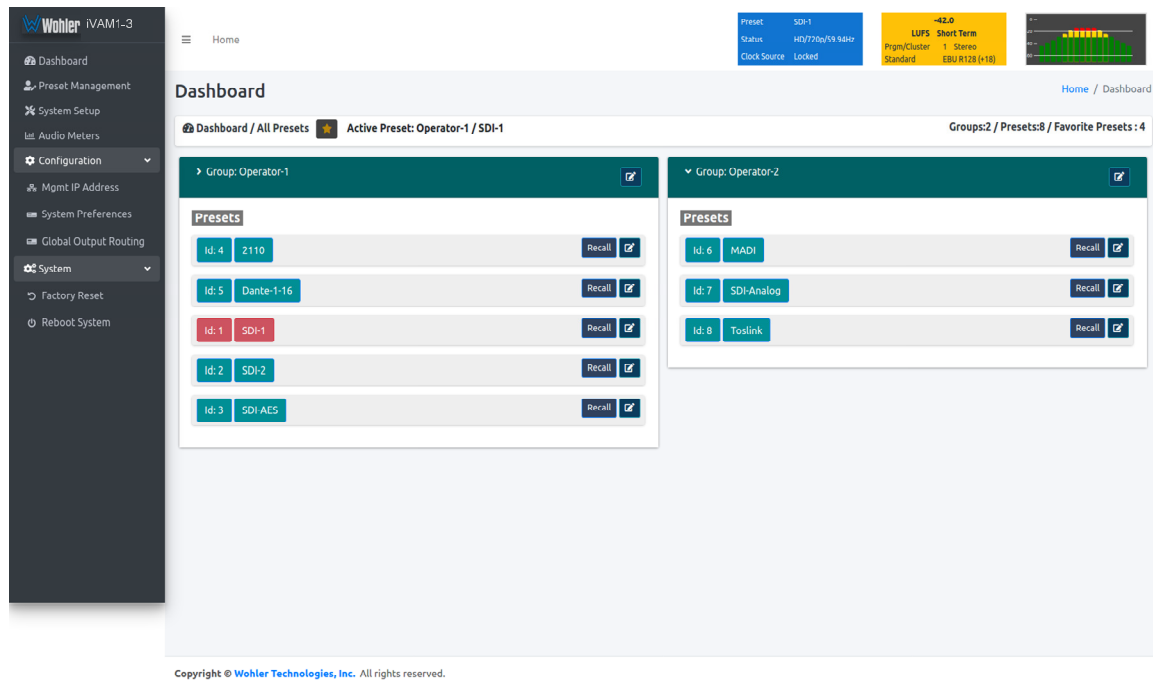 Wohler iVAM1-3
Dashboard
Preset Management
System Setup
Audio Meters
Configuration
Mgmt IP Address
System Preferences
Global Output Routing
System
Factory Reset
Reboot System
Home
Preset SDI-1
Status HD/720p/59.94Hz
Clock Source Locked
-42.0
LUFS Short Term
Prgm/Cluster 1 Stereo
Standard EBU R128 (+18)
Dashboard
Home / Dashboard
Dashboard / All Presets Active Preset: Operator-1 / SDI-1
Groups:2 / Presets:8 / Favorite Presets : 4
Group: Operator-1
Presets
Id: 4 2110 Recall
Id: 5 Dante-1-16 Recall
Id: 1 SDI-1 Recall
Id: 2 SDI-2 Recall
Id: 3 SDI-AES Recall
Group: Operator-2
Presets
Id: 6 MADI Recall
Id: 7 SDI-Analog Recall
Id: 8 Toslink Recall
Copyright © Wohler Technologies, Inc. All rights reserved.